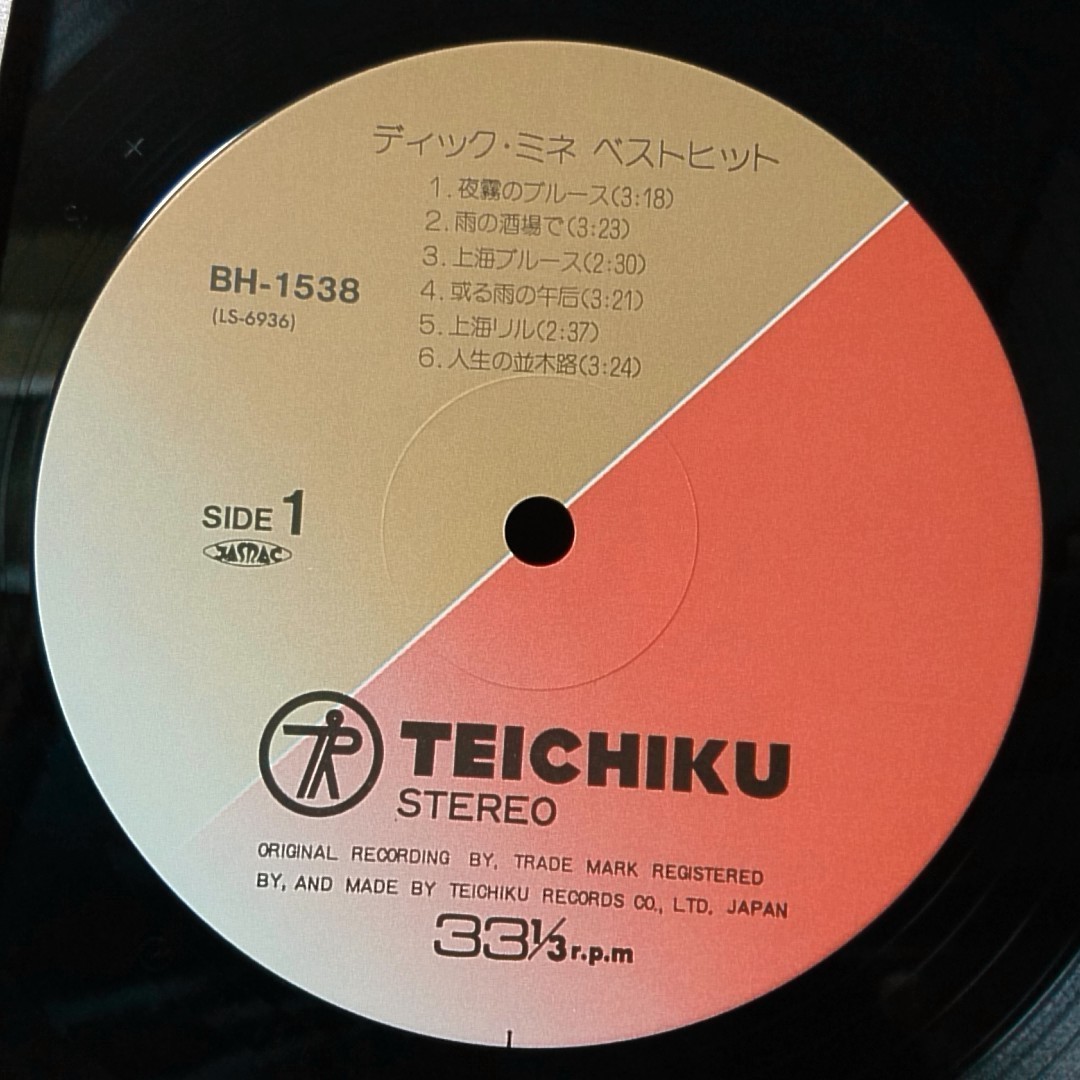 ディック・ミネ ベストヒット
1. 夜霧のブルース(3:18)
2. 雨の酒場で(3:23)
3. 上海ブルース(2:30)
4. 或る雨の午后(3:21)
5. 上海リル(2:37)
6. 人生の並木路(3:24)
BH-1538
(LS-6936)
SIDE 1
JASRAC
TEICHIKU
STEREO
ORIGINAL RECORDING BY, TRADE MARK REGISTERED
BY, AND MADE BY TEICHIKU RECORDS CO., LTD. JAPAN
33 1/3 r.p.m